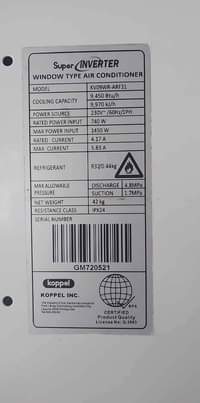 Super INVERTER
WINDOW TYPE AIR CONDITIONER
MODEL KV09WR-ARF31
COOLING CAPACITY 9,450 Btu/h
9,970 kJ/h
POWER SOURCE 230V~ /60Hz/1PH
RATED POWER INPUT 740 W
MAX POWER INPUT 1450 W
RATED CURRENT 4.17 A
MAX CURRENT 5.83 A
REFRIGERANT R32/0.44kg
MAX ALLOWABLE PRESSURE DISCHARGE 4.8MPa
SUCTION 1.7MPa
NET WEIGHT 42 kg
RESISTANCE CLASS IPX4
SERIAL NUMBER
GM720521
koppel
KOPPEL INC.
CERTIFIED
Product Quality